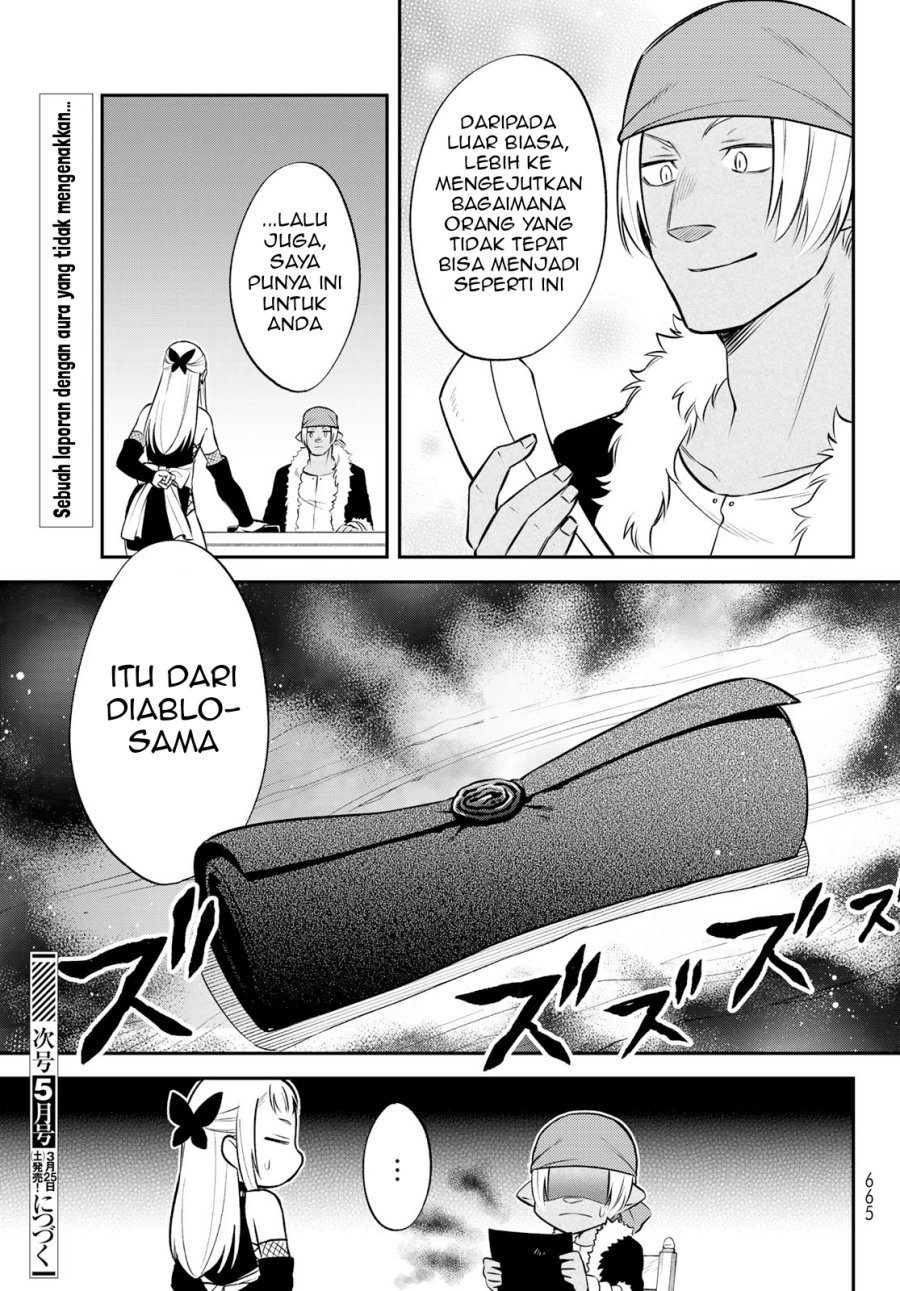 DARIPADA
LUAR BIASA,
LEBIH KE
MENGEJUTKAN
BAGAIMANA
ORANG YANG
TIDAK TEPAT
BISA MENJADI
SEPERTI INI
...LALU
JUGA,
SAYA
PUNYA INI
UNTUK
ANDA
Sebuah laporan dengan aura yang tidak mengenakkan...
ITU DARI
DIABLO-
SAMA
ズズズズズ
...
次号5月号3月25日(土)発売!につづく
665